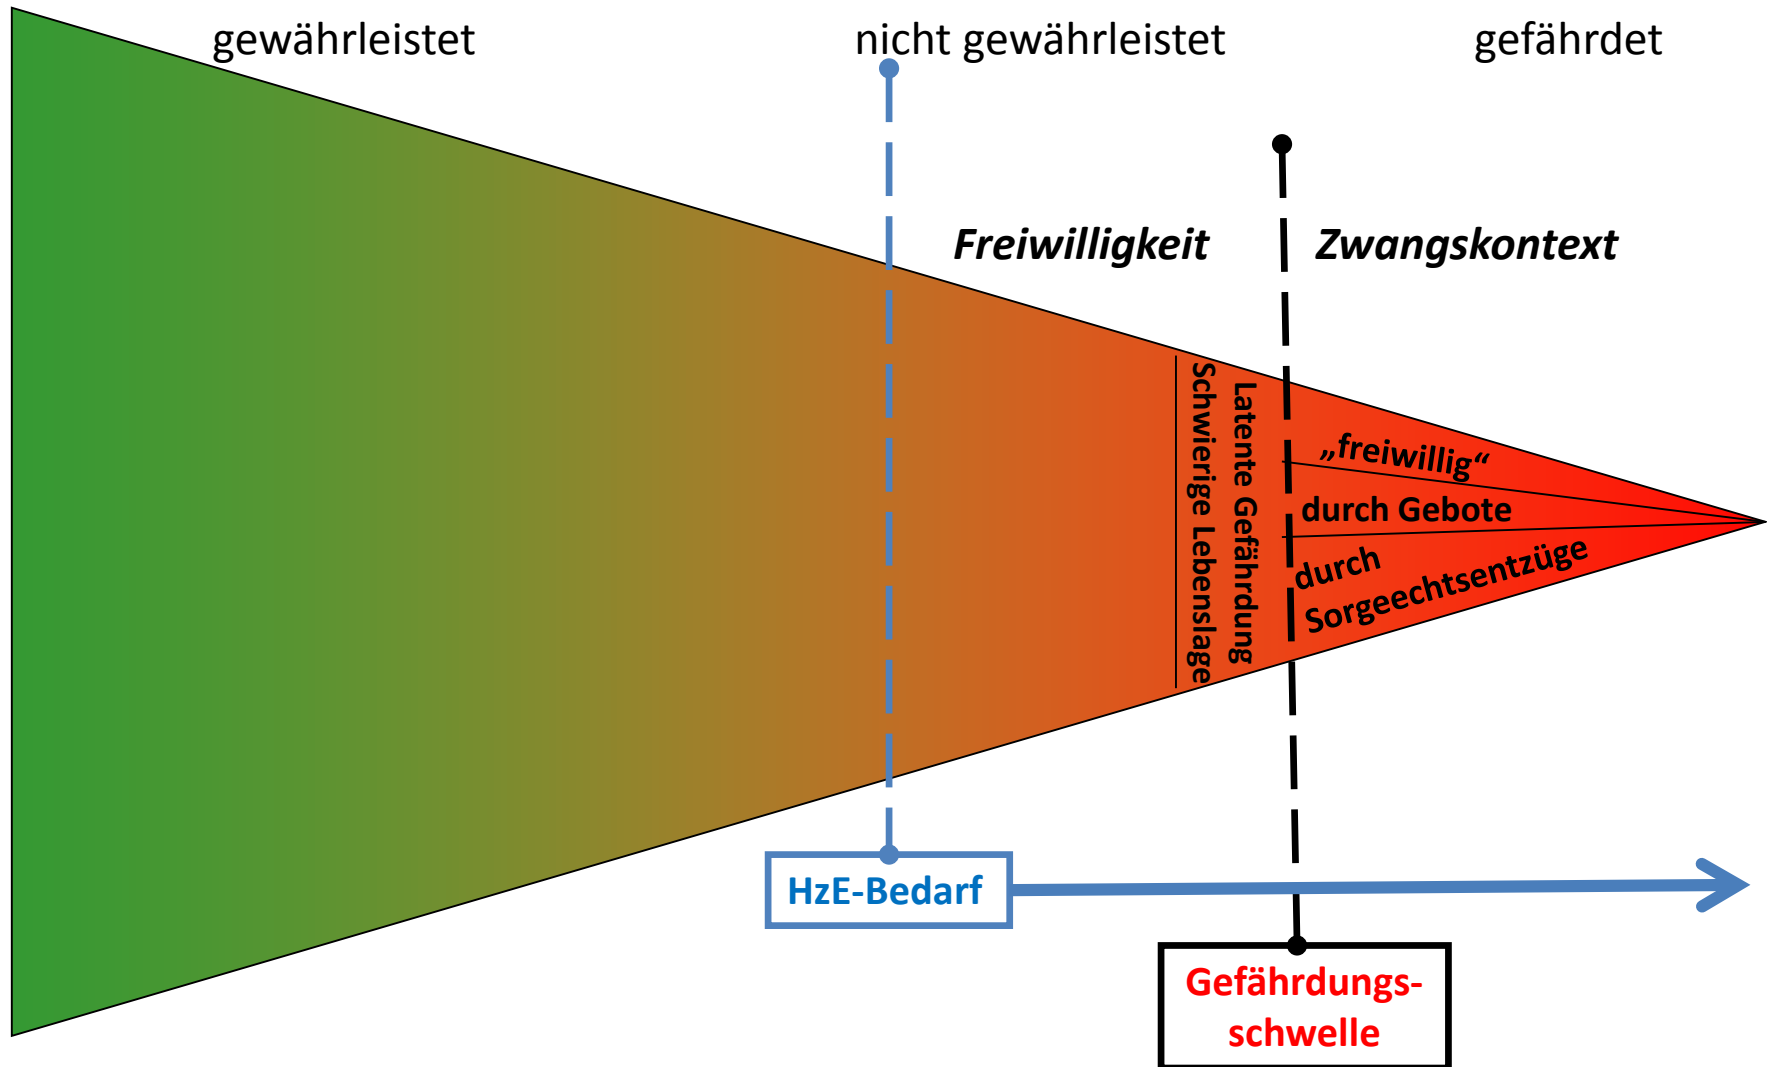 gewährleistet
nicht gewährleistet
gefährdet
Freiwilligkeit
Zwangskontext
Schwierige Lebenslage
Latente Gefährdung
„freiwillig“
durch Gebote
durch
Sorgeechtsentzüge
HzE-Bedarf
Gefährdungs-
schwelle